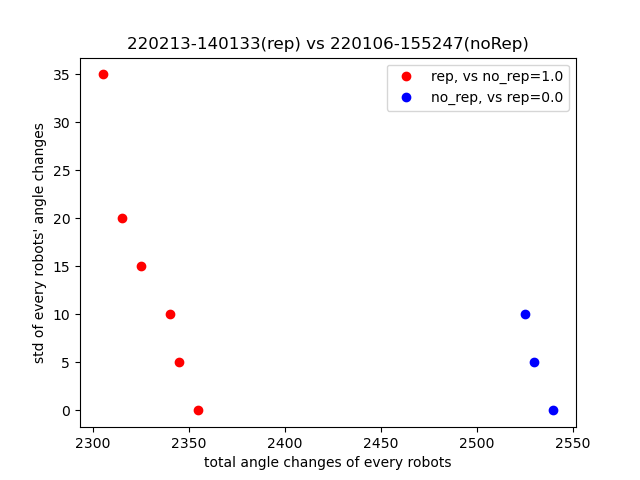 220213-140133(rep) vs 220106-155247(noRep)
rep, vs no_rep=1.0
no_rep, vs rep=0.0
std of every robots' angle changes
35
30
25
20
15
10
5
0
2300 2350 2400 2450 2500 2550
total angle changes of every robots